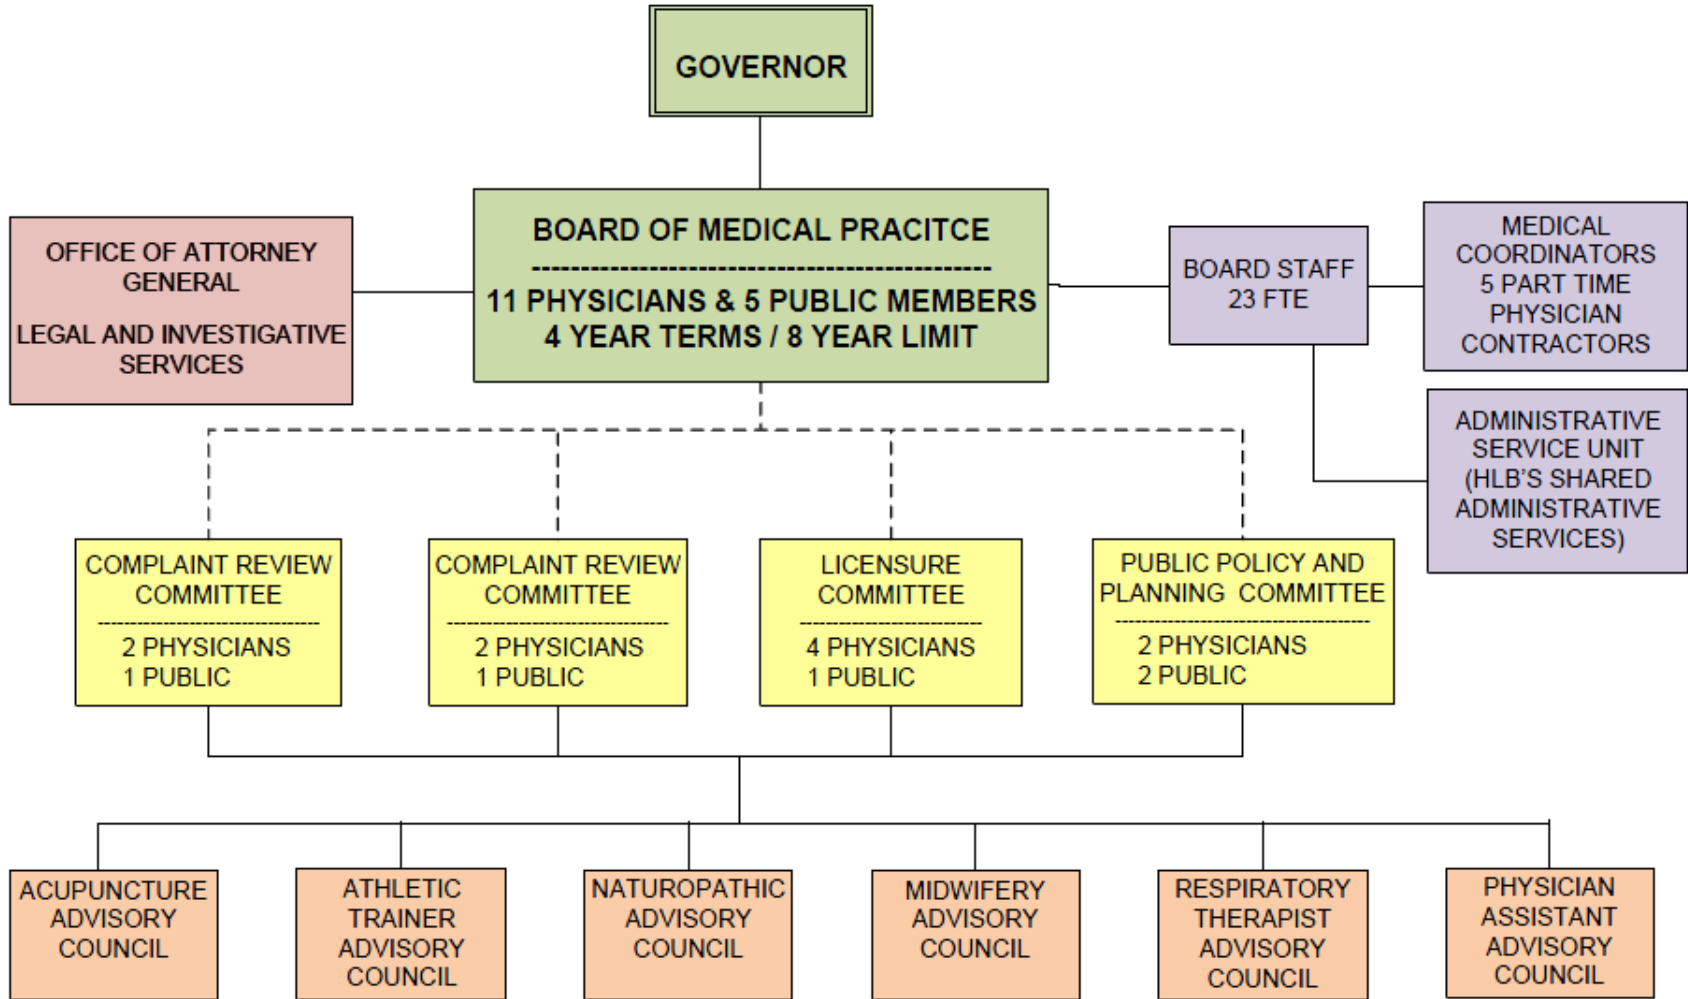 GOVERNOR
BOARD OF MEDICAL PRACITCE
-----------------------------------------------
11 PHYSICIANS & 5 PUBLIC MEMBERS
4 YEAR TERMS / 8 YEAR LIMIT
OFFICE OF ATTORNEY
GENERAL
LEGAL AND INVESTIGATIVE
SERVICES
BOARD STAFF
23 FTE
MEDICAL
COORDINATORS
5 PART TIME
PHYSICIAN
CONTRACTORS
ADMINISTRATIVE
SERVICE UNIT
(HLB'S SHARED
ADMINISTRATIVE
SERVICES)
COMPLAINT REVIEW
COMMITTEE
----------------------------------
2 PHYSICIANS
1 PUBLIC
COMPLAINT REVIEW
COMMITTEE
----------------------------------
2 PHYSICIANS
1 PUBLIC
LICENSURE
COMMITTEE
----------------------------
4 PHYSICIANS
1 PUBLIC
PUBLIC POLICY AND
PLANNING COMMITTEE
---------------------------------------
2 PHYSICIANS
2 PUBLIC
ACUPUNCTURE
ADVISORY
COUNCIL
ATHLETIC
TRAINER
ADVISORY
COUNCIL
NATUROPATHIC
ADVISORY
COUNCIL
MIDWIFERY
ADVISORY
COUNCIL
RESPIRATORY
THERAPIST
ADVISORY
COUNCIL
PHYSICIAN
ASSISTANT
ADVISORY
COUNCIL